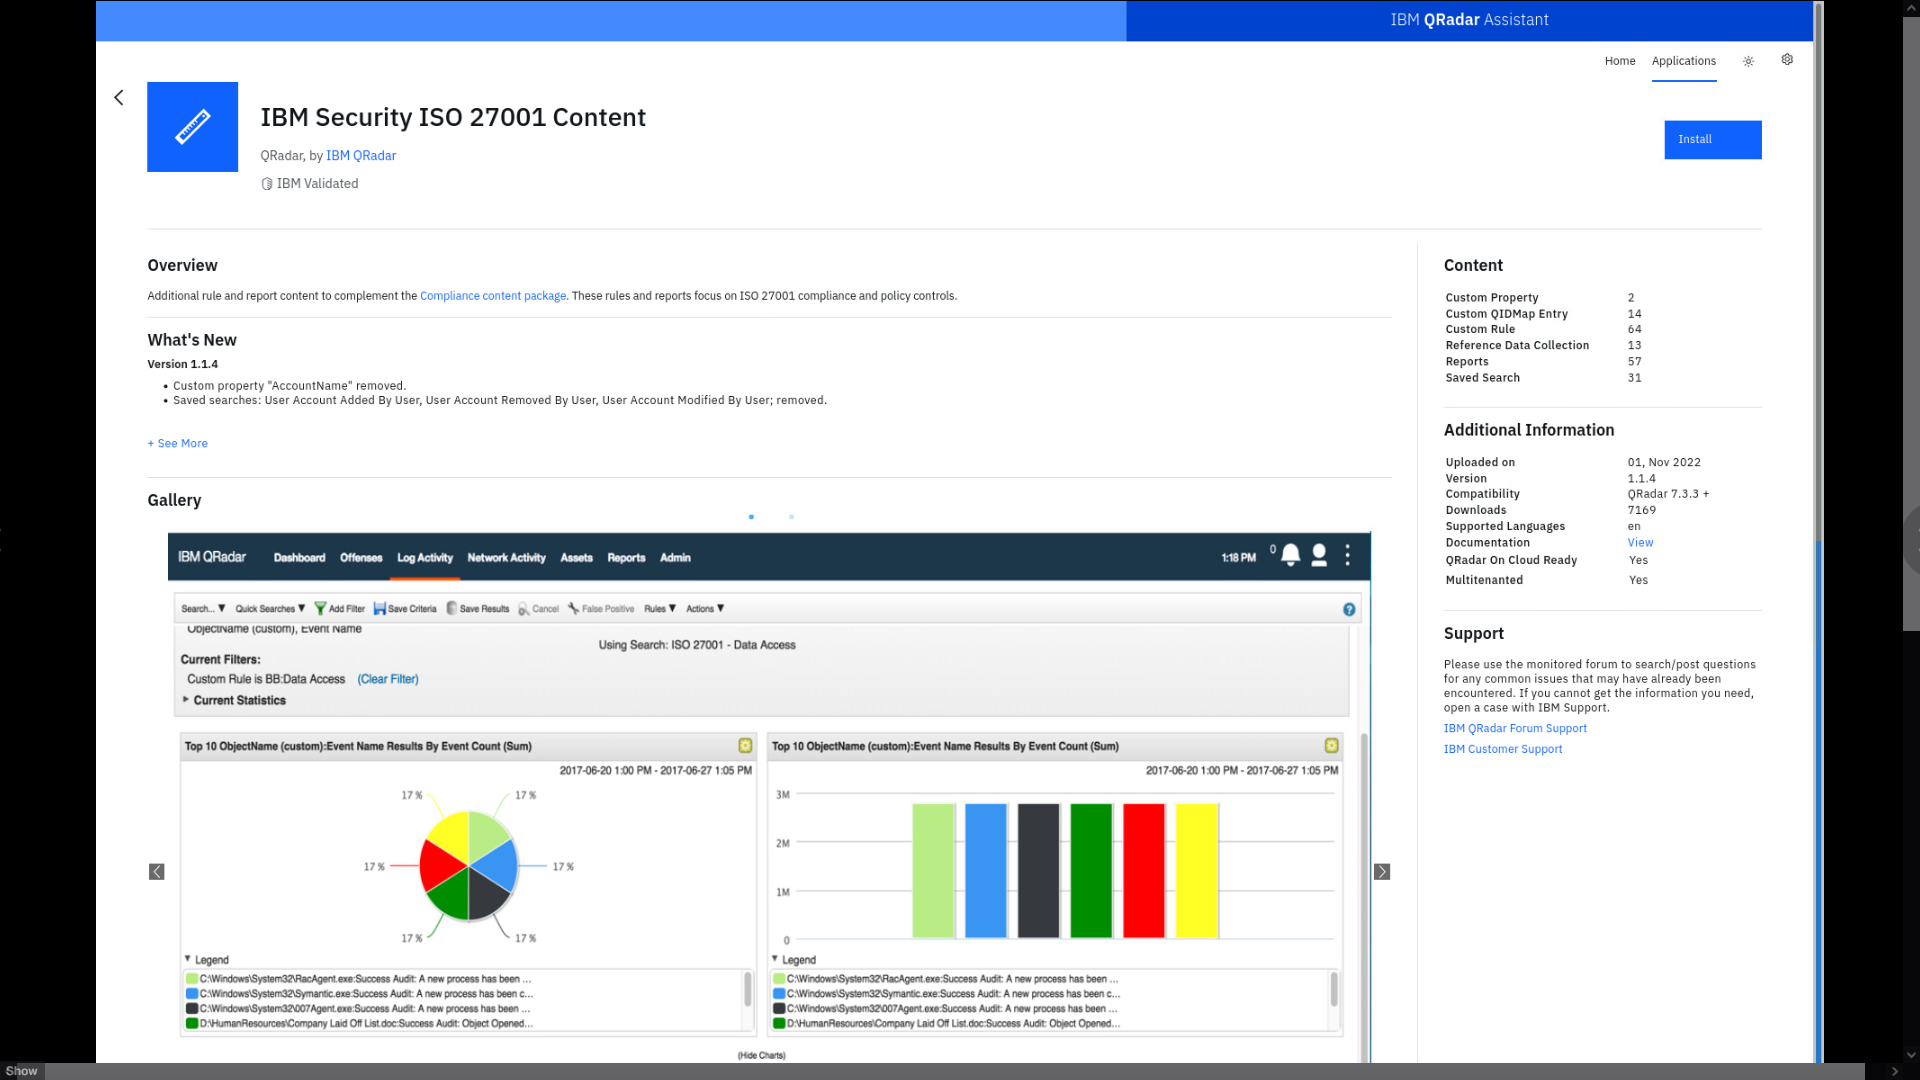 IBM QRadar Assistant
Home
Applications
IBM Security ISO 27001 Content
Install
QRadar, by IBM QRadar
IBM Validated
Overview
Additional rule and report content to complement the Compliance content package. These rules and reports focus on ISO 27001 compliance and policy controls.
What's New
Version 1.1.4
• Custom property "AccountName" removed.
• Saved searches: User Account Added By User, User Account Removed By User, User Account Modified By User; removed.
+ See More
Gallery
IBM QRadar Dashboard Offenses Log Activity Network Activity Assets Reports Admin 1:18 PM 0
Search... ▼ Quick Searches ▼ Add Filter Save Criteria Save Results Cancel False Positive Rules ▼ Actions ▼ ?
ObjectName (custom), Event Name
Using Search: ISO 27001 - Data Access
Current Filters:
Custom Rule is BB:Data Access (Clear Filter)
Current Statistics
Top 10 ObjectName (custom):Event Name Results By Event Count (Sum)
2017-06-20 1:00 PM - 2017-06-27 1:05 PM
17 % 17 %
17 % 17 %
17 % 17 %
▼ Legend
C:\Windows\System32\RacAgent.exe:Success Audit: A new process has been ...
C:\Windows\System32\Symantic.exe:Success Audit: A new process has been c...
C:\Windows\System32\007Agent.exe:Success Audit: A new process has been ...
D:\HumanResources\Company Laid Off List.doc:Success Audit: Object Opened...
Top 10 ObjectName (custom):Event Name Results By Event Count (Sum)
2017-06-20 1:00 PM - 2017-06-27 1:05 PM
3M
2M
1M
0
▼ Legend
C:\Windows\System32\RacAgent.exe:Success Audit: A new process has been ...
C:\Windows\System32\Symantic.exe:Success Audit: A new process has been c...
C:\Windows\System32\007Agent.exe:Success Audit: A new process has been ...
D:\HumanResources\Company Laid Off List.doc:Success Audit: Object Opened...
(Hide Charts)
Content
Custom Property 2
Custom QIDMap Entry 14
Custom Rule 64
Reference Data Collection 13
Reports 57
Saved Search 31
Additional Information
Uploaded on 01, Nov 2022
Version 1.1.4
Compatibility QRadar 7.3.3 +
Downloads 7169
Supported Languages en
Documentation View
QRadar On Cloud Ready Yes
Multitenanted Yes
Support
Please use the monitored forum to search/post questions
for any common issues that may have already been
encountered. If you cannot get the information you need,
open a case with IBM Support.
IBM QRadar Forum Support
IBM Customer Support
Show